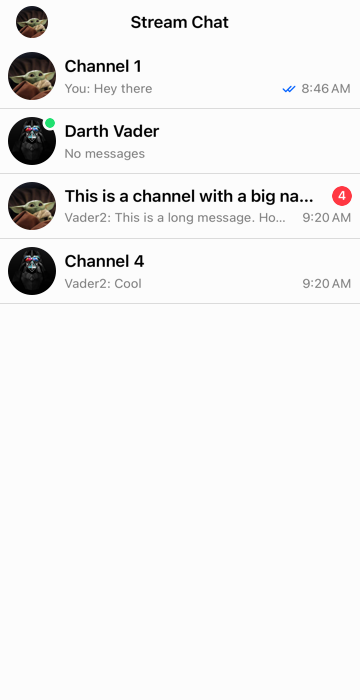 Stream Chat
Channel 1
You: Hey there 8:46 AM
Darth Vader
No messages
This is a channel with a big na... 4
Vader2: This is a long message. Ho... 9:20 AM
Channel 4
Vader2: Cool 9:20 AM